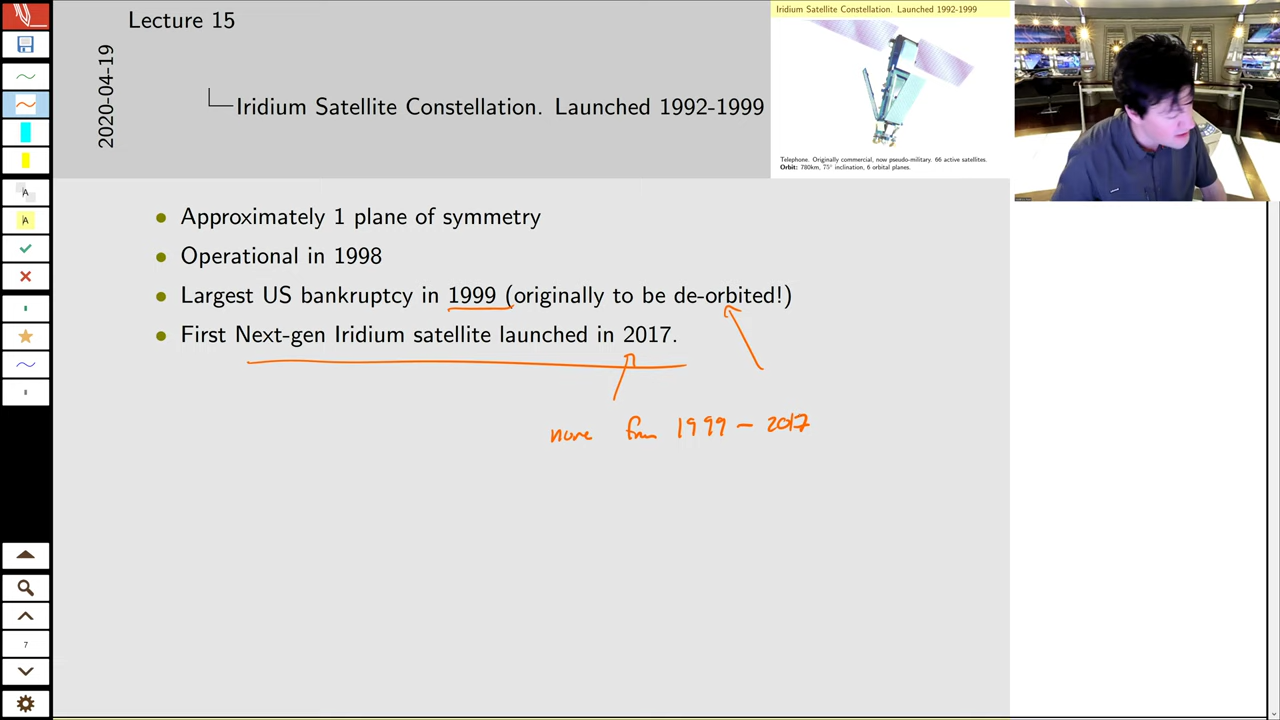 Lecture 15
2020-04-19
Iridium Satellite Constellation. Launched 1992-1999
Iridium Satellite Constellation. Launched 1992-1999
Telephone. Originally commercial, now pseudo-military. 66 active satellites.
Orbit: 780km, 75° inclination, 6 orbital planes.
Approximately 1 plane of symmetry
Operational in 1998
Largest US bankruptcy in 1999 (originally to be de-orbited!)
First Next-gen Iridium satellite launched in 2017.
none from 1999 - 2017
A
A
7